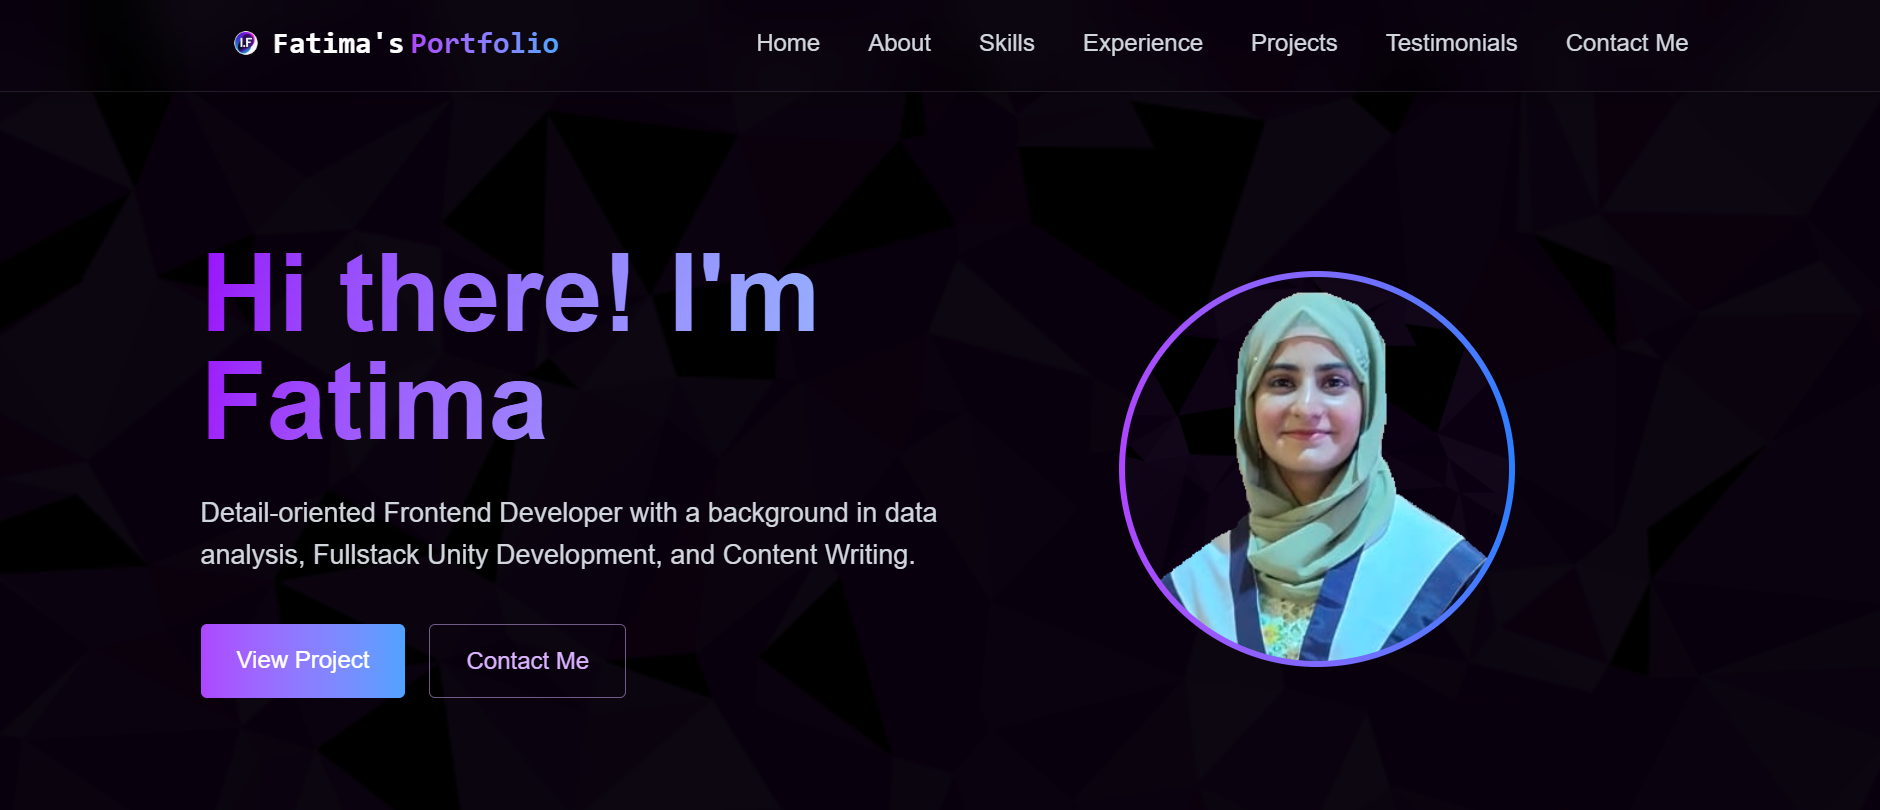 I.F Fatima's Portfolio Home About Skills Experience Projects Testimonials Contact Me
Hi there! I'm
Fatima
Detail-oriented Frontend Developer with a background in data
analysis, Fullstack Unity Development, and Content Writing.
View Project Contact Me